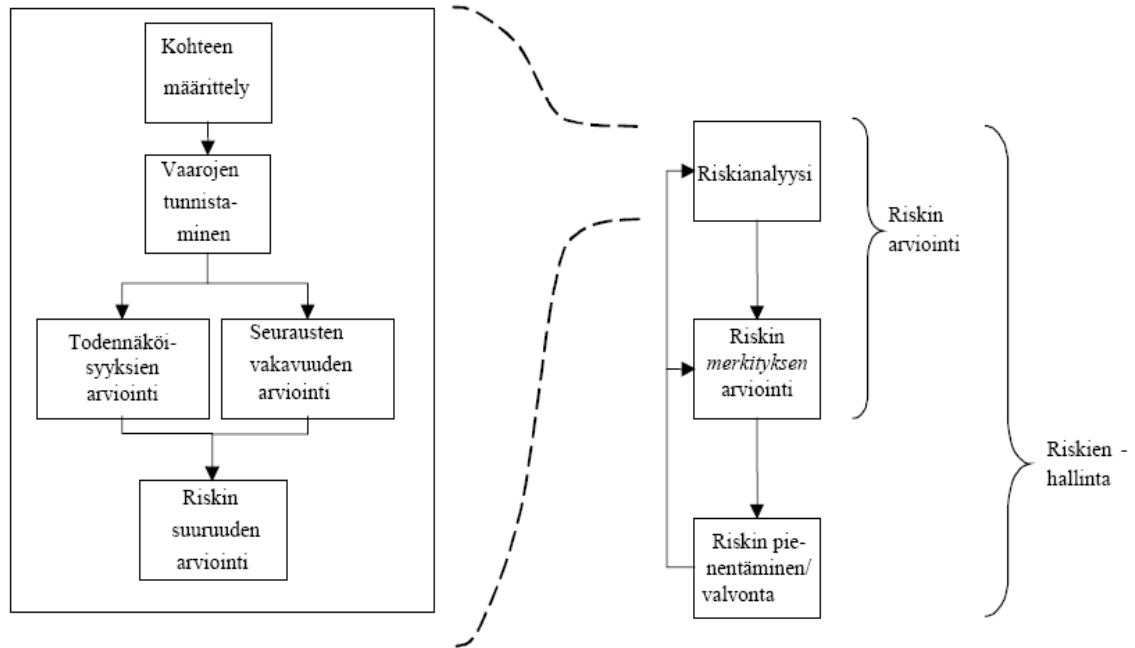 Kohteen
määrittely
Vaarojen
tunnista-
minen
Todennäköi-
syyksien
arviointi
Seurausten
vakavuuden
arviointi
Riskin
suuruuden
arviointi
Riskianalyysi
Riskin
merkityksen
arviointi
Riskin pie-
nentäminen/
valvonta
Riskin
arviointi
Riskien -
hallinta